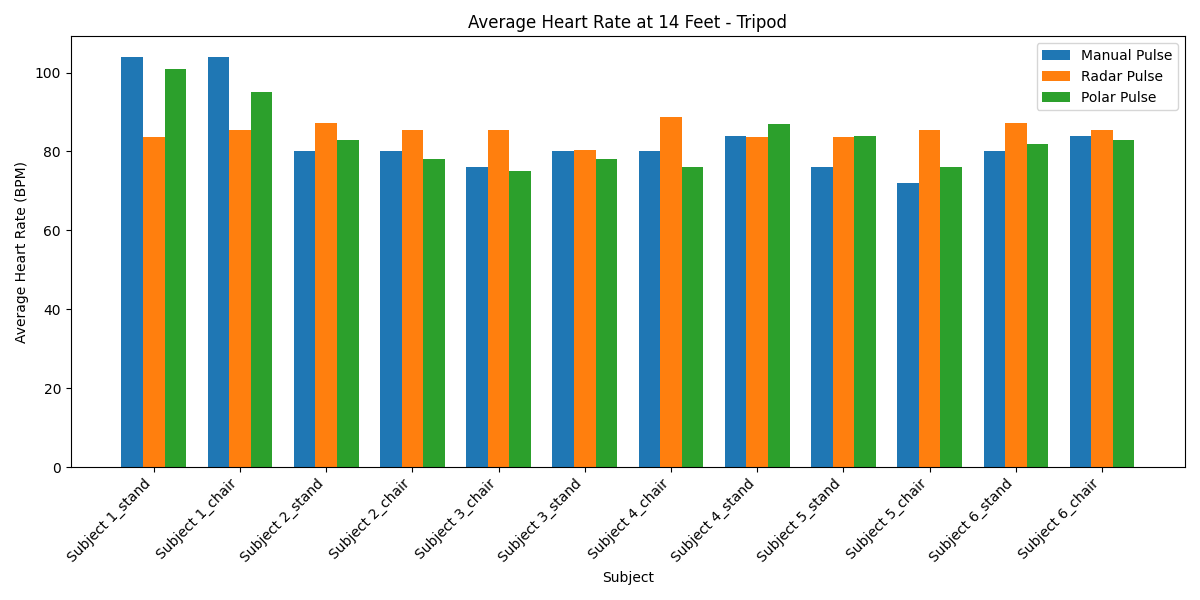 Average Heart Rate at 14 Feet - Tripod
Manual Pulse
Radar Pulse
Polar Pulse
Average Heart Rate (BPM)
100
80
60
40
20
0
Subject 1_stand
Subject 1_chair
Subject 2_stand
Subject 2_chair
Subject 3_chair
Subject 3_stand
Subject 4_chair
Subject 4_stand
Subject 5_stand
Subject 5_chair
Subject 6_stand
Subject 6_chair
Subject